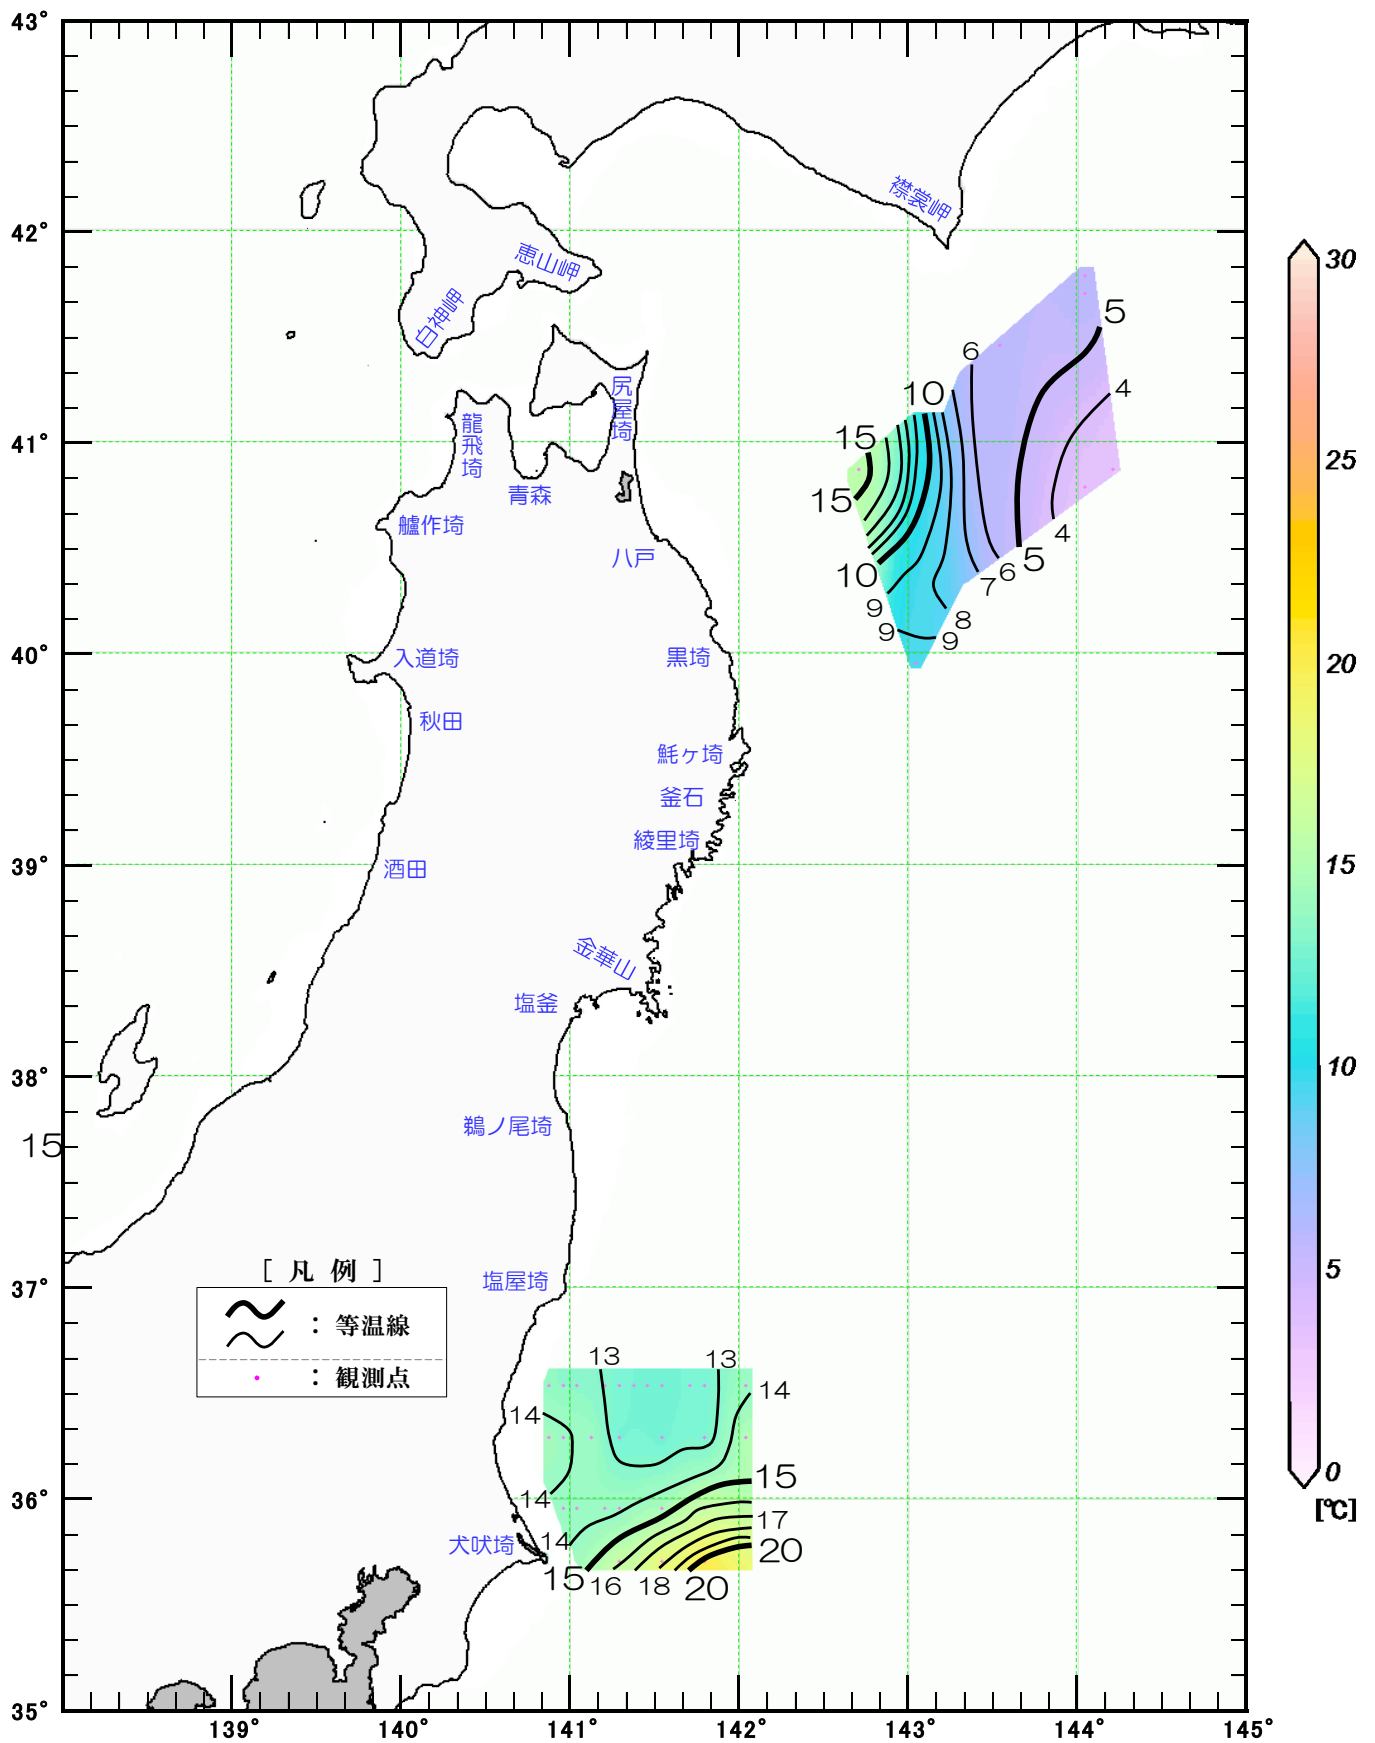 43°
42°
41°
40°
39°
38°
37°
36°
35°
139°
140°
141°
142°
143°
144°
145°
襟裳岬
恵山岬
白神岬
尻屋埼
龍飛埼
青森
艫作埼
八戸
入道埼
黒埼
秋田
魹ヶ埼
釜石
綾里埼
酒田
金華山
塩釜
鵜ノ尾埼
塩屋埼
犬吠埼
15
5
6
4
10
15
15
10
9
9
9
8
7
6
5
4
13
13
14
14
14
14
15
17
20
15
16
18
20
[ 凡 例 ]
: 等温線
: 観測点
30
25
20
15
10
5
0
[℃]